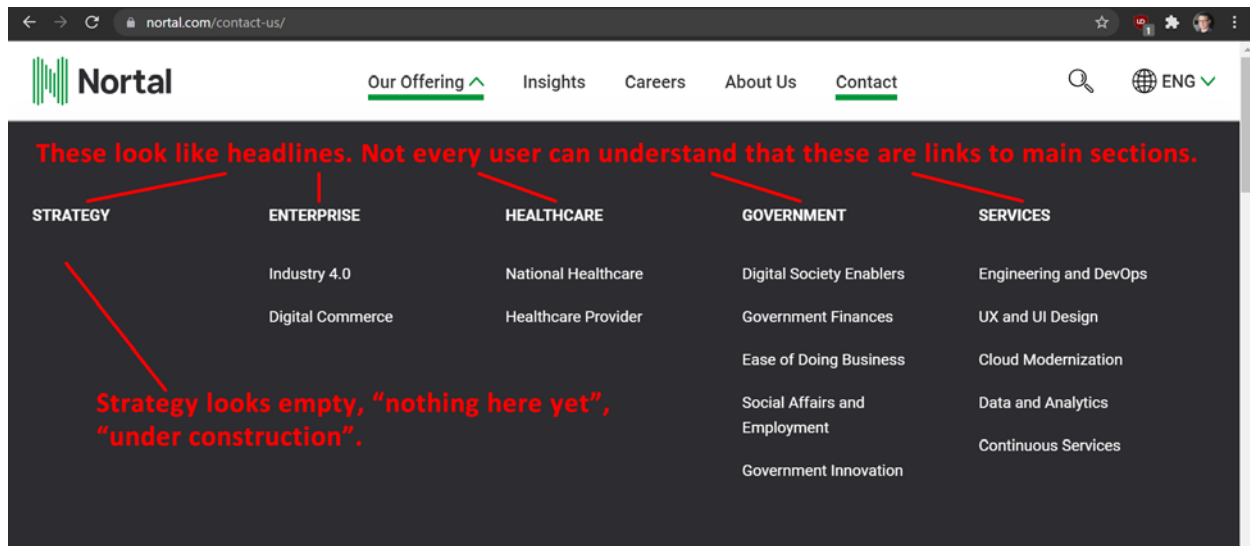 nortal.com/contact-us/
1
Nortal
Our Offering
Insights
Careers
About Us
Contact
ENG
These look like headlines. Not every user can understand that these are links to main sections.
STRATEGY
ENTERPRISE
HEALTHCARE
GOVERNMENT
SERVICES
Industry 4.0
National Healthcare
Digital Society Enablers
Engineering and DevOps
Digital Commerce
Healthcare Provider
Government Finances
UX and UI Design
Ease of Doing Business
Cloud Modernization
Strategy looks empty, “nothing here yet”,
“under construction”.
Social Affairs and
Employment
Data and Analytics
Continuous Services
Government Innovation